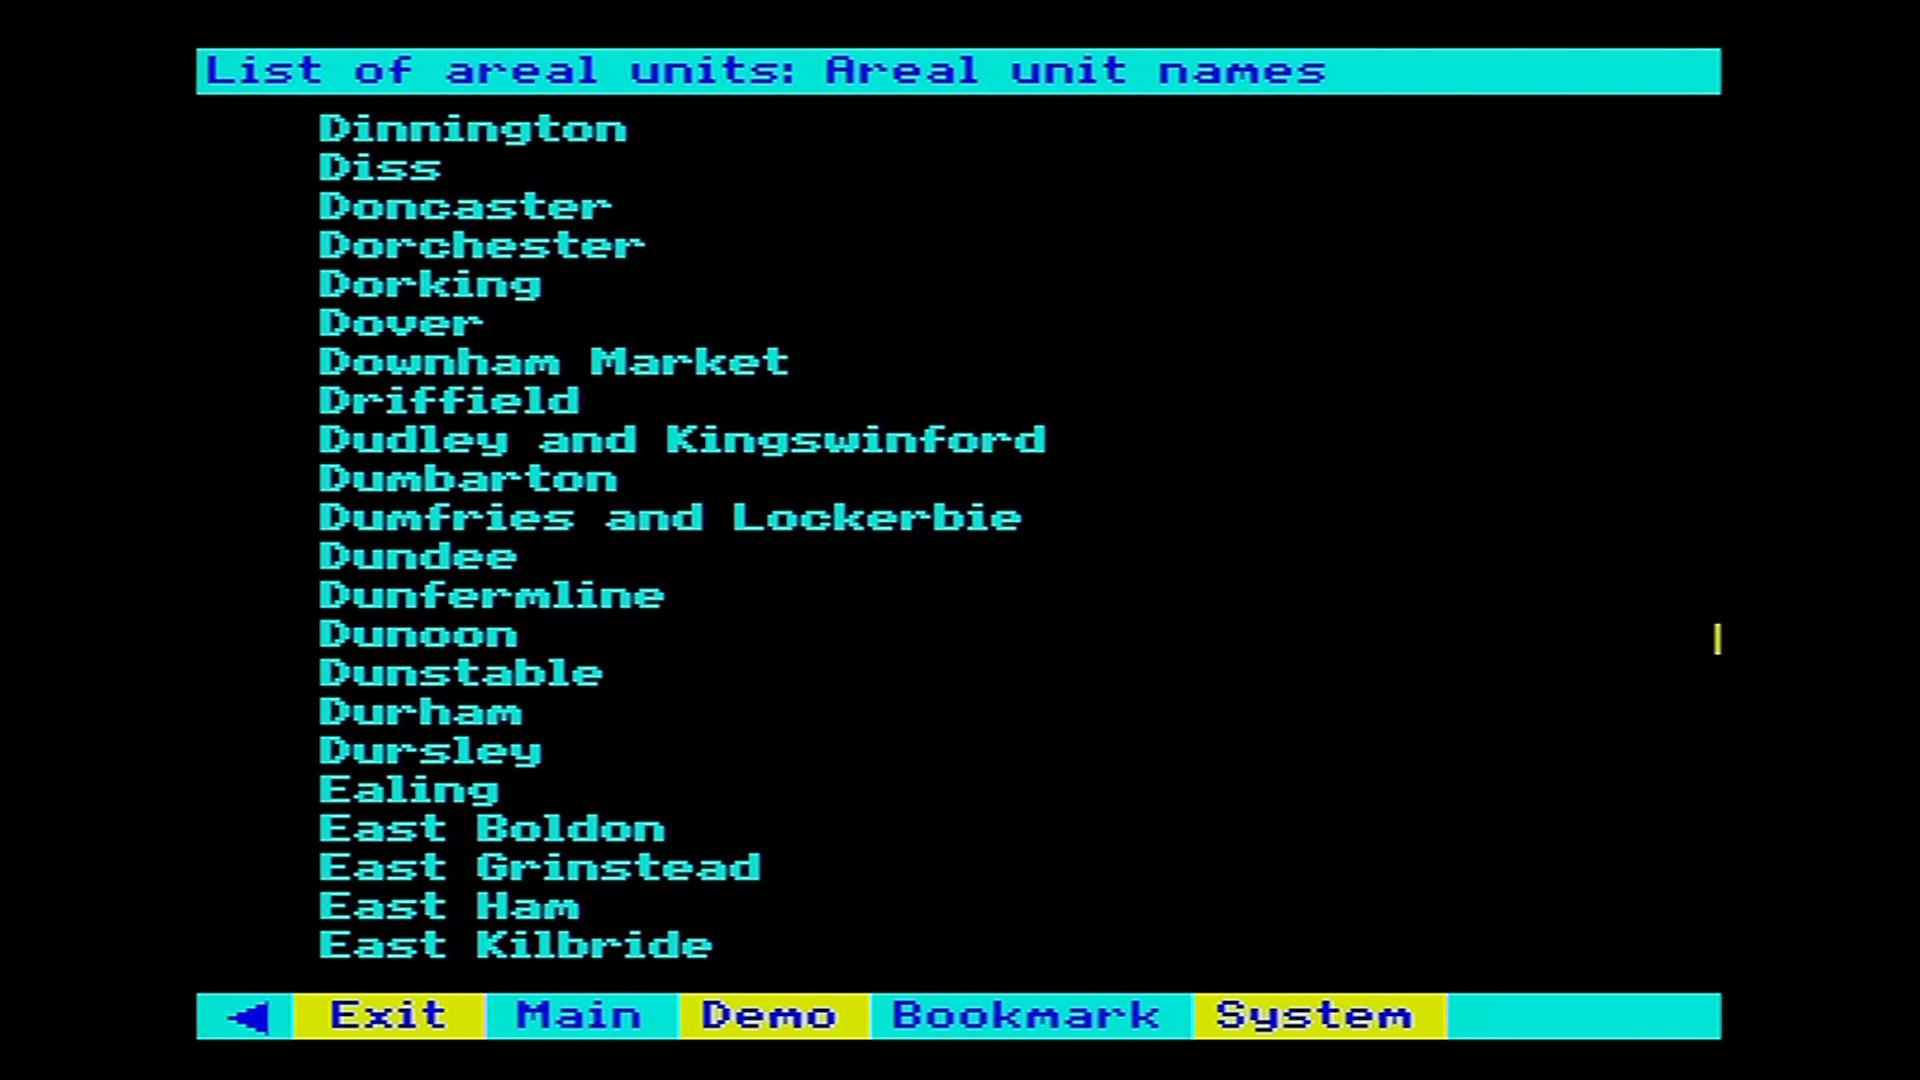 List of areal units: Areal unit names
Dinnington
Diss
Doncaster
Dorchester
Dorking
Dover
Downham Market
Driffield
Dudley and Kingswinford
Dumbarton
Dumfries and Lockerbie
Dundee
Dunfermline
Dunoon
Dunstable
Durham
Dursley
Ealing
East Boldon
East Grinstead
East Ham
East Kilbride
Exit Main Demo Bookmark System